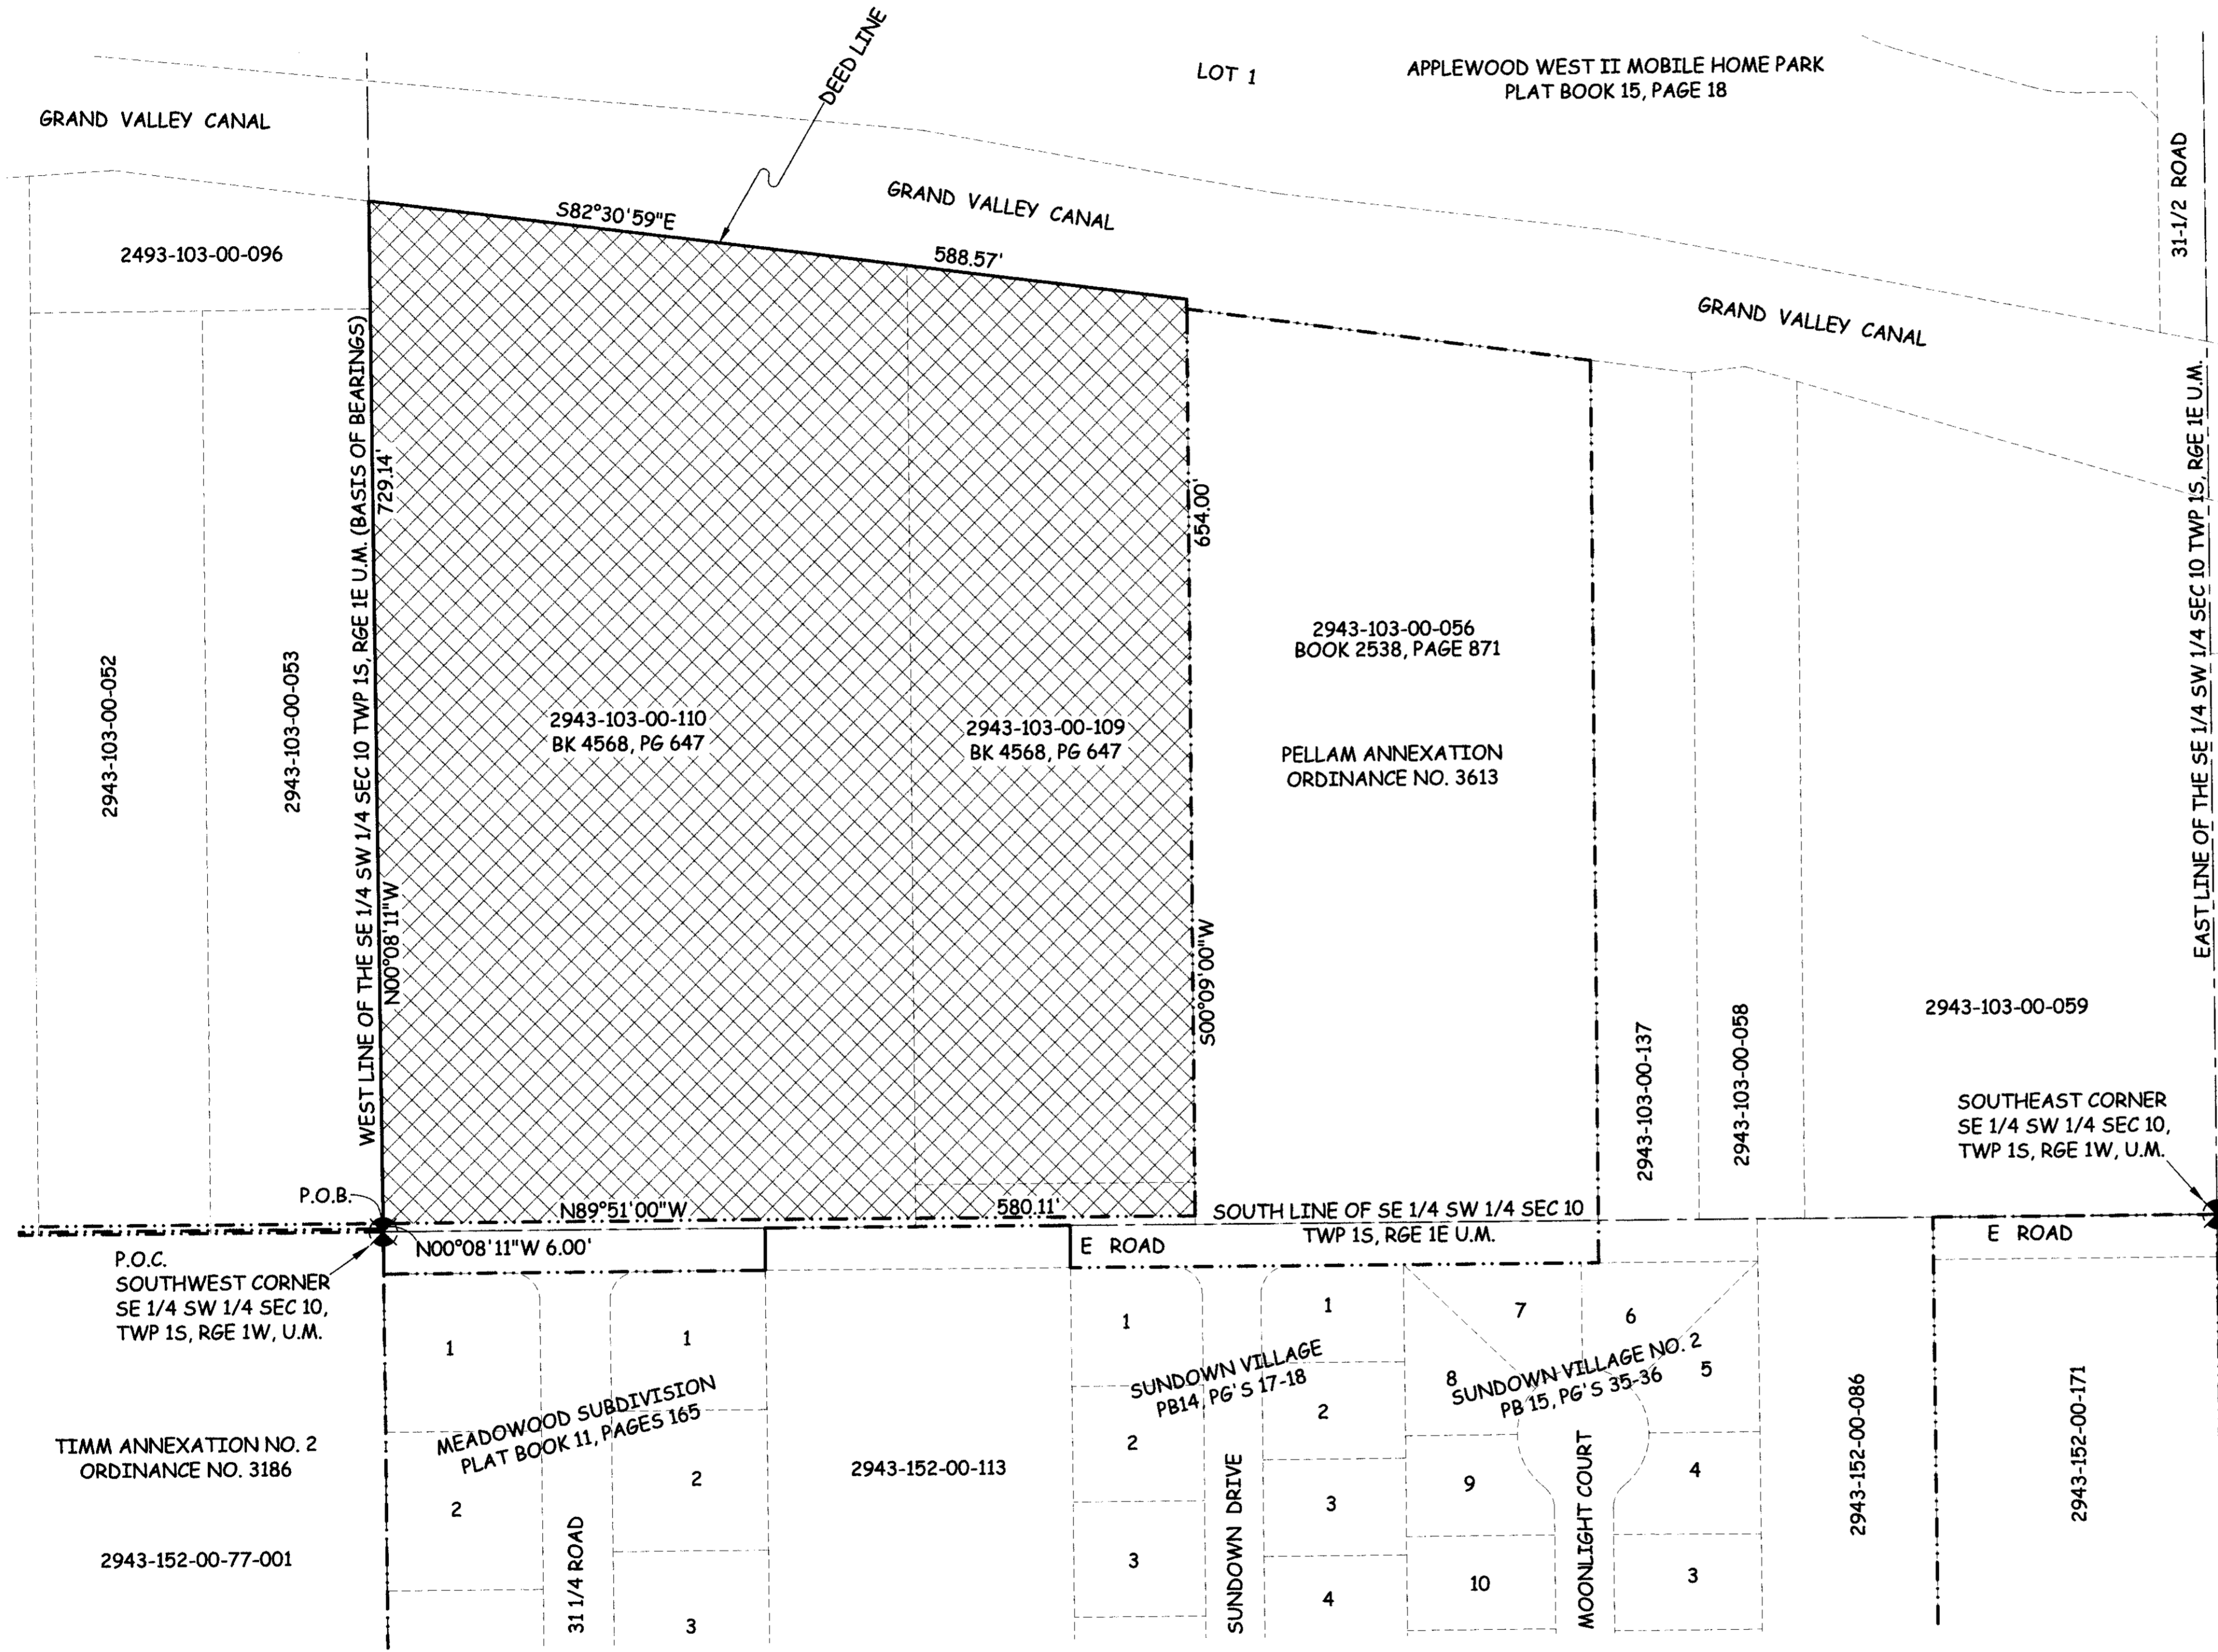 DEED LINE
LOT 1
APPLEWOOD WEST II MOBILE HOME PARK
PLAT BOOK 15, PAGE 18
GRAND VALLEY CANAL
31-1/2 ROAD
S82°30'59"E
GRAND VALLEY CANAL
588.57'
2493-103-00-096
GRAND VALLEY CANAL
WEST LINE OF THE SE 1/4 SW 1/4 SEC 10 TWP 1S, RGE 1E U.M. (BASIS OF BEARINGS)
729.14'
N00°08'11"W
654.00'
S00°09'00"W
EAST LINE OF THE SE 1/4 SW 1/4 SEC 10 TWP 1S, RGE 1E U.M.
2943-103-00-052
2943-103-00-053
2943-103-00-110
BK 4568, PG 647
2943-103-00-109
BK 4568, PG 647
2943-103-00-056
BOOK 2538, PAGE 871
PELLAM ANNEXATION
ORDINANCE NO. 3613
2943-103-00-137
2943-103-00-058
2943-103-00-059
SOUTHEAST CORNER
SE 1/4 SW 1/4 SEC 10,
TWP 1S, RGE 1W, U.M.
P.O.B.
N89°51'00"W
580.11'
SOUTH LINE OF SE 1/4 SW 1/4 SEC 10
TWP 1S, RGE 1E U.M.
N00°08'11"W 6.00'
E ROAD
E ROAD
P.O.C.
SOUTHWEST CORNER
SE 1/4 SW 1/4 SEC 10,
TWP 1S, RGE 1W, U.M.
1
1
1
1
7
6
MEADOWOOD SUBDIVISION
PLAT BOOK 11, PAGES 165
SUNDOWN VILLAGE
PB14, PG'S 17-18
8
SUNDOWN VILLAGE NO. 2
PB 15, PG'S 35-36
5
TIMM ANNEXATION NO. 2
ORDINANCE NO. 3186
2
2
2943-152-00-113
2
2
9
4
2943-152-00-77-001
31 1/4 ROAD
3
3
SUNDOWN DRIVE
3
4
10
MOONLIGHT COURT
3
2943-152-00-086
2943-152-00-171